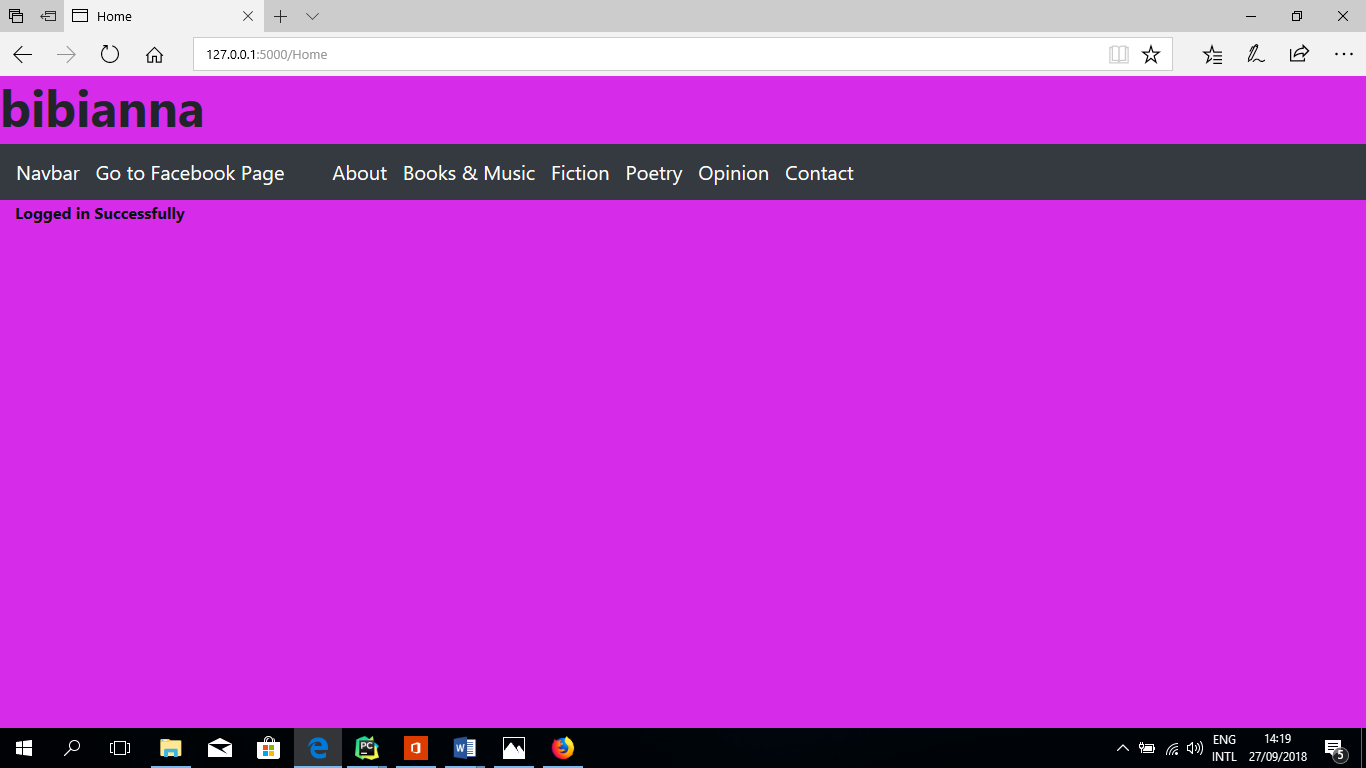 Home
127.0.0.1:5000/Home
bibianna
Navbar Go to Facebook Page About Books & Music Fiction Poetry Opinion Contact
Logged in Successfully
PC
W
ENG
INTL
14:19
27/09/2018
5